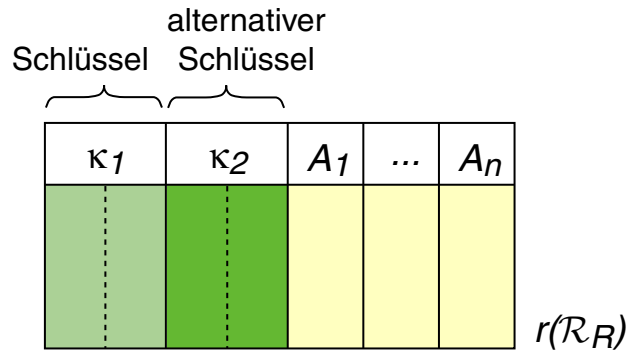 alternativer
Schlüssel Schlüssel
κ1 κ2 A1 ... An
r(ℛR)